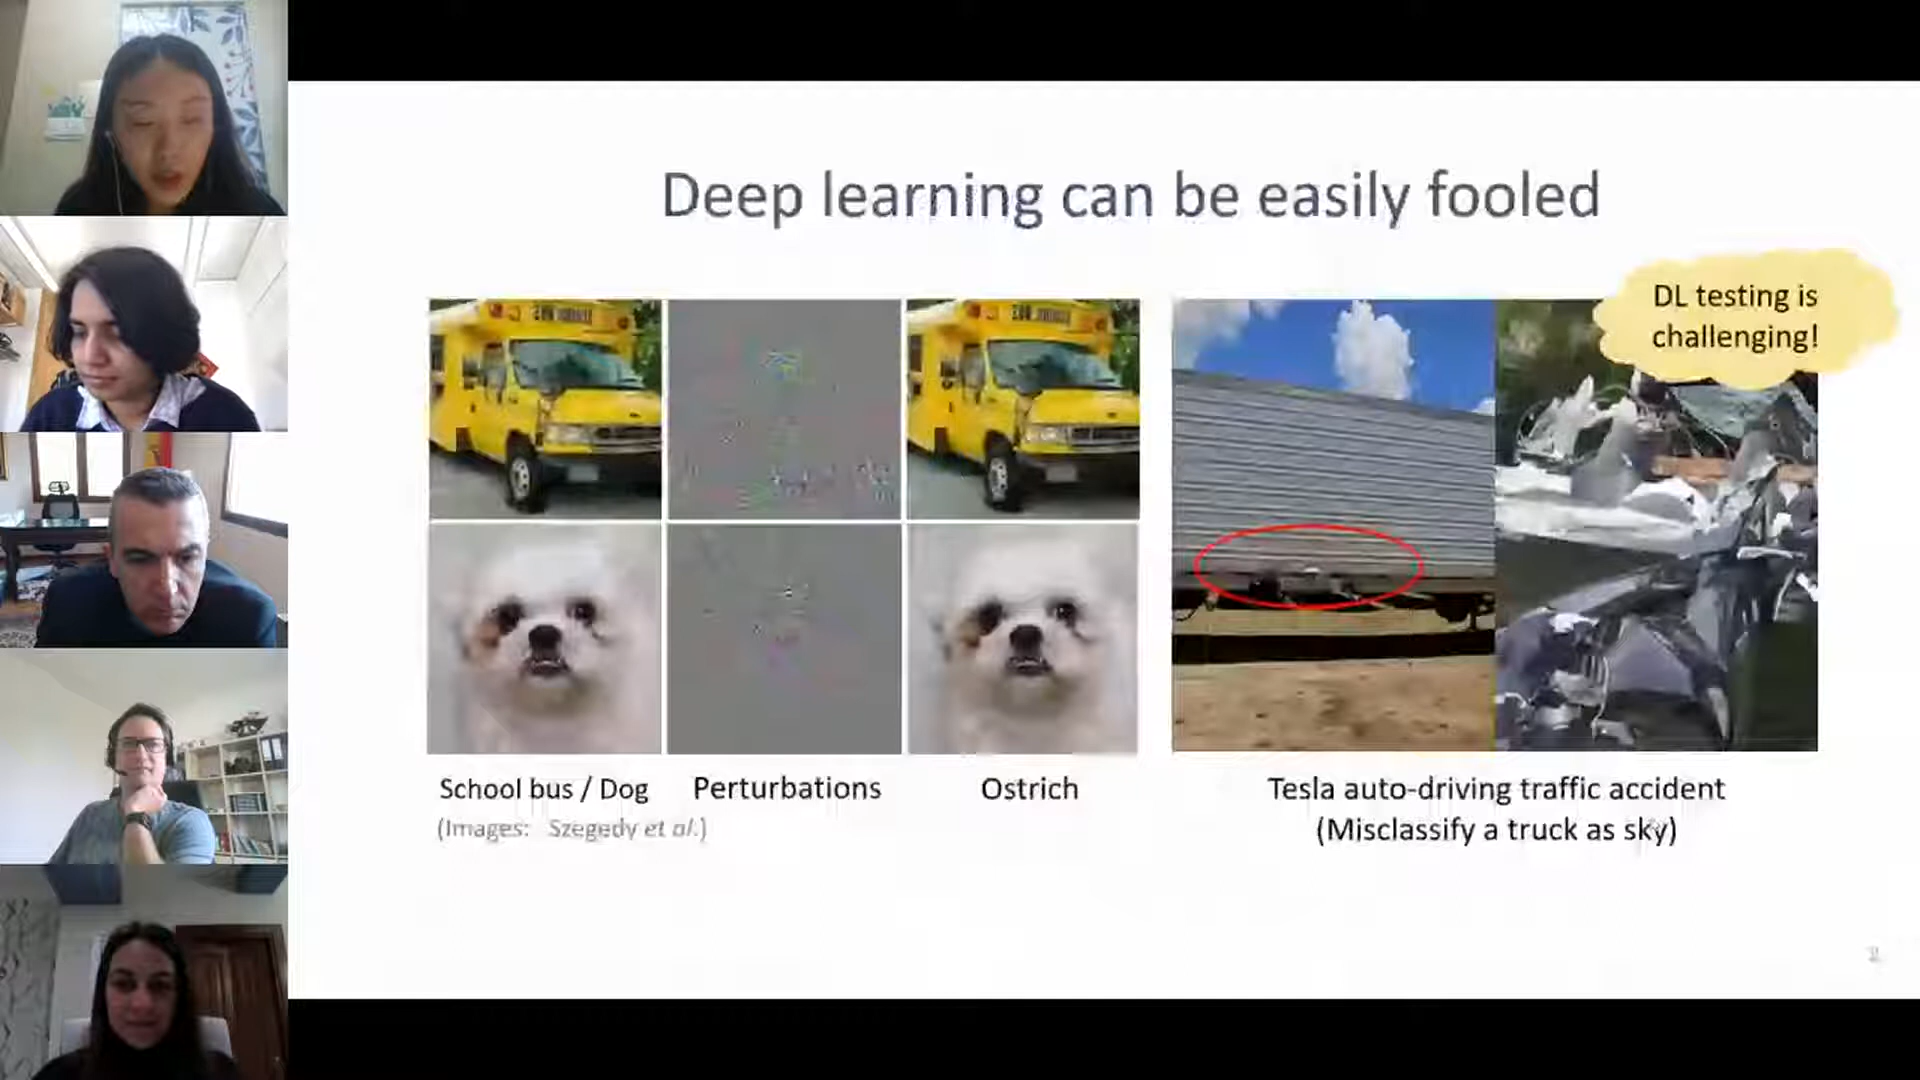 Deep learning can be easily fooled
DL testing is
challenging!
School bus / Dog
Perturbations
Ostrich
(Images: Szegedy et al.)
Tesla auto-driving traffic accident
(Misclassify a truck as sky)
2